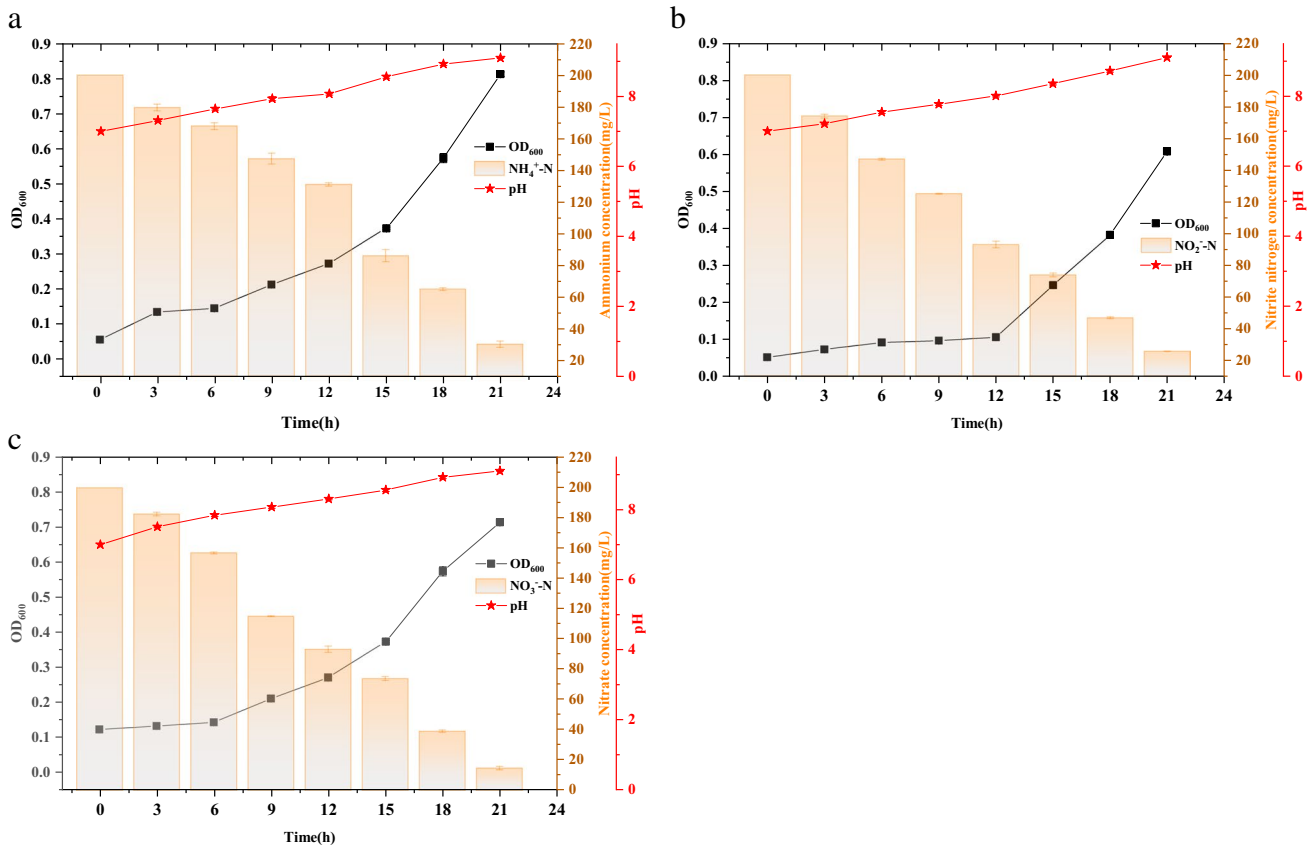 a
0.9
0.8
0.7
0.6
0.5
0.4
0.3
0.2
0.1
0.0
OD600
0 3 6 9 12 15 18 21 24
Time(h)
OD600
NH4+-N
pH
220
200
180
160
140
120
100
80
60
40
20
Ammonium concentration(mg/L)
8
6
4
2
0
pH
b
0.9
0.8
0.7
0.6
0.5
0.4
0.3
0.2
0.1
0.0
OD600
0 3 6 9 12 15 18 21 24
Time(h)
OD600
NO2--N
pH
220
200
180
160
140
120
100
80
60
40
20
Nitrite nitrogen concentration(mg/L)
8
6
4
2
0
pH
c
0.9
0.8
0.7
0.6
0.5
0.4
0.3
0.2
0.1
0.0
OD600
0 3 6 9 12 15 18 21 24
Time(h)
OD600
NO3--N
pH
220
200
180
160
140
120
100
80
60
40
20
0
Nitrate concentration(mg/L)
8
6
4
2
0
pH